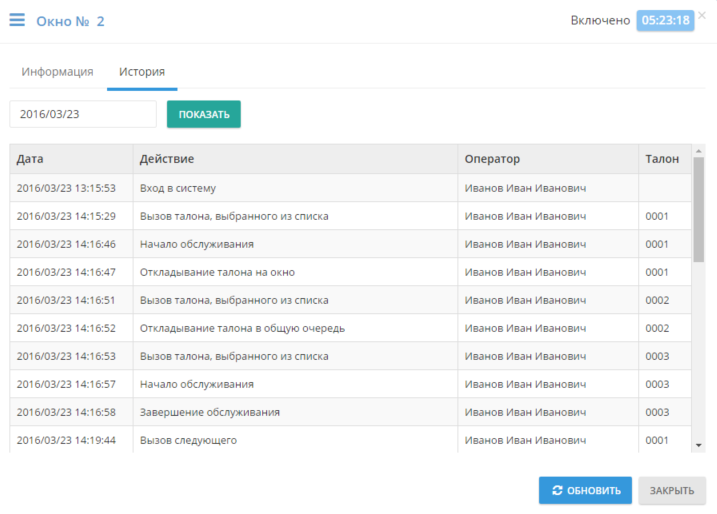 Окно № 2 Включено 05:23:18
Информация История
2016/03/23 ПОКАЗАТЬ
Дата Действие Оператор Талон
2016/03/23 13:15:53 Вход в систему Иванов Иван Иванович
2016/03/23 14:15:29 Вызов талона, выбранного из списка Иванов Иван Иванович 0001
2016/03/23 14:16:46 Начало обслуживания Иванов Иван Иванович 0001
2016/03/23 14:16:47 Откладывание талона на окно Иванов Иван Иванович 0001
2016/03/23 14:16:51 Вызов талона, выбранного из списка Иванов Иван Иванович 0002
2016/03/23 14:16:52 Откладывание талона в общую очередь Иванов Иван Иванович 0002
2016/03/23 14:16:53 Вызов талона, выбранного из списка Иванов Иван Иванович 0003
2016/03/23 14:16:57 Начало обслуживания Иванов Иван Иванович 0003
2016/03/23 14:16:58 Завершение обслуживания Иванов Иван Иванович 0003
2016/03/23 14:19:44 Вызов следующего Иванов Иван Иванович 0001
ОБНОВИТЬ ЗАКРЫТЬ